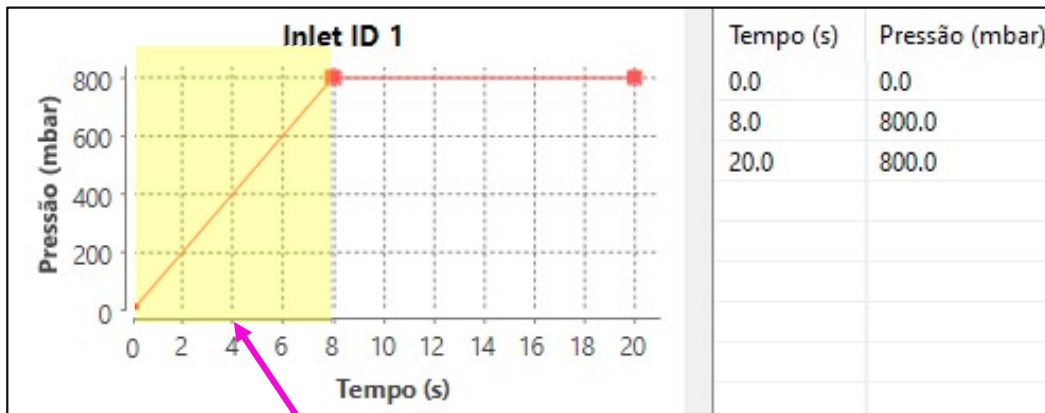 Inlet ID 1
Pressão (mbar)
800
600
400
200
0
0 2 4 6 8 10 12 14 16 18 20
Tempo (s)
Tempo (s) Pressão (mbar)
0.0 0.0
8.0 800.0
20.0 800.0